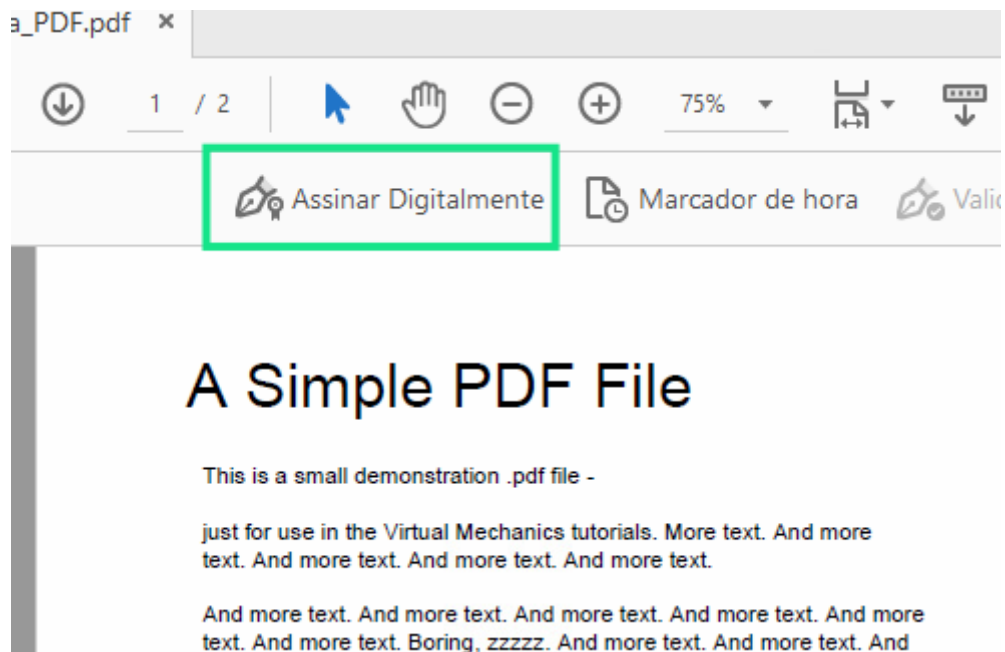 a_PDF.pdf ×
1 / 2 75%
Assinar Digitalmente Marcador de hora
A Simple PDF File
This is a small demonstration .pdf file -
just for use in the Virtual Mechanics tutorials. More text. And more
text. And more text. And more text. And more text.
And more text. And more text. And more text. And more text. And more
text. And more text. Boring, zzzzz. And more text. And more text. And